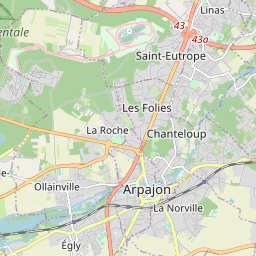 Linas
43
entale
43a
Saint-Eutrope
Les Folies
La Roche
Chanteloup
Ollainville
Arpajon
La Norville
Égly